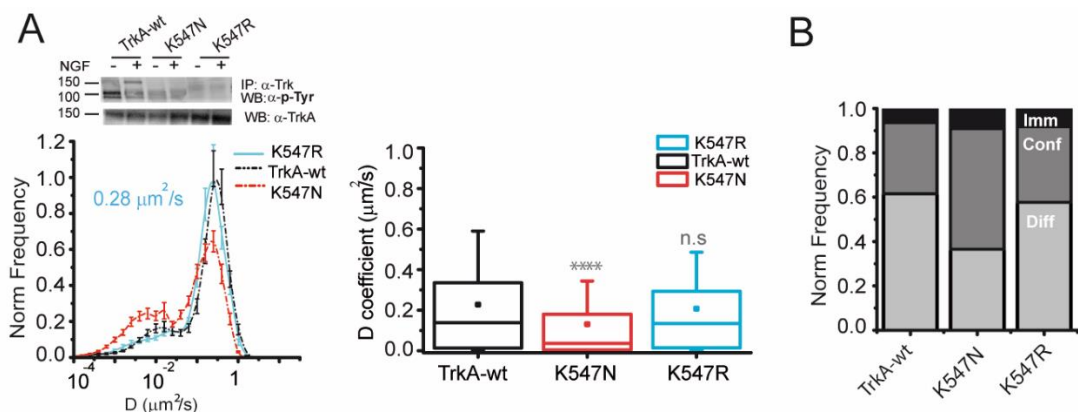 A
TrkA-wt K547N K547R
NGF - + - + - +
150
100
IP: α-Trk
WB:α-p-Tyr
150
WB: α-TrkA
1.2
1.0
0.8
0.6
0.4
0.2
0.0
Norm Frequency
0.28 µm²/s
K547R
TrkA-wt
K547N
10⁻⁴ 10⁻² 1
D (µm²/s)
1.0
0.8
0.6
0.4
0.2
0.0
D coefficient (µm²/s)
K547R
TrkA-wt
K547N
****
n.s
TrkA-wt K547N K547R
B
1.0
0.8
0.6
0.4
0.2
0.0
Norm Frequency
Imm
Conf
Diff
TrkA-wt K547N K547R